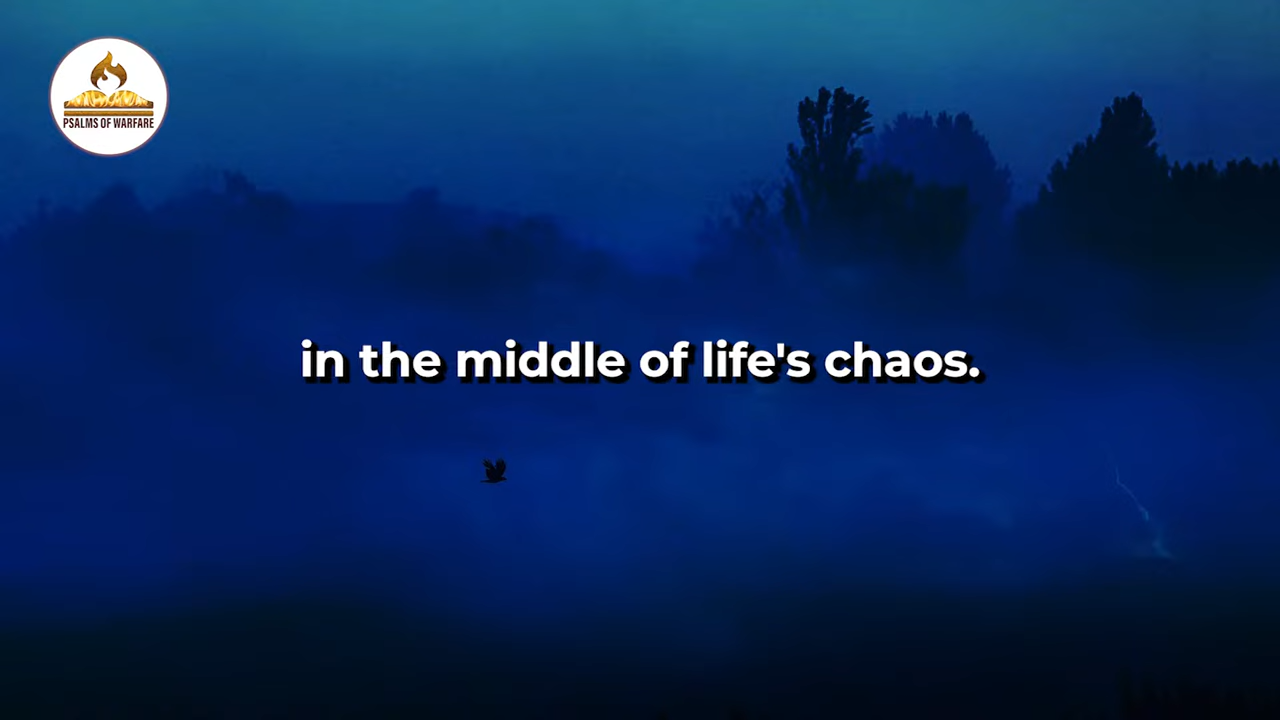 PSALMS OF WARFARE
in the middle of life's chaos.